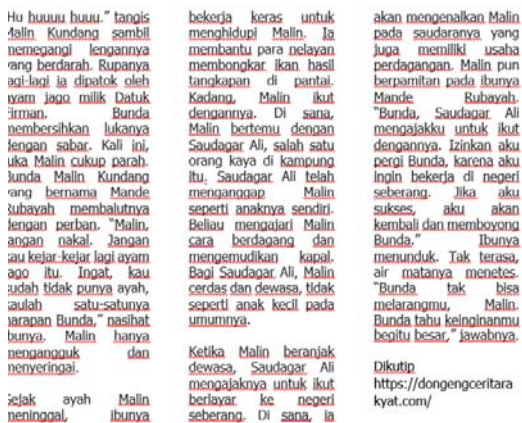 Hu huuuu huuu.” tangis
Malin Kundang sambil
memegangi lengannya
yang berdarah. Rupanya
lagi-lagi ia dipatok oleh
ayam jago milik Datuk
Firman. Bunda
membersihkan lukanya
dengan sabar. Kali ini,
luka Malin cukup parah.
Bunda Malin Kundang
yang bernama Mande
Rubayah membalutnya
dengan perban. “Malin,
jangan nakal. Jangan
kau kejar-kejar lagi ayam
jago itu. Ingat, kau
sudah tidak punya ayah,
kaulah satu-satunya
harapan Bunda,” nasihat
ibunya. Malin hanya
mengangguk dan
menyeringai.
Sejak ayah Malin
meninggal, ibunya
bekerja keras untuk
menghidupi Malin. Ia
membantu para nelayan
membongkar ikan hasil
tangkapan di pantai.
Kadang, Malin ikut
dengannya. Di sana,
Malin bertemu dengan
Saudagar Ali, salah satu
orang kaya di kampung
itu. Saudagar Ali telah
menganggap Malin
seperti anaknya sendiri.
Beliau mengajari Malin
cara berdagang dan
mengemudikan kapal.
Bagi Saudagar Ali, Malin
cerdas dan dewasa, tidak
seperti anak kecil pada
umumnya.
Ketika Malin beranjak
dewasa, Saudagar Ali
mengajaknya untuk ikut
berlayar ke negeri
seberang. Di sana, ia
akan mengenalkan Malin
pada saudaranya yang
juga memiliki usaha
perdagangan. Malin pun
berpamitan pada ibunya
Mande Rubayah.
“Bunda, Saudagar Ali
mengajakku untuk ikut
dengannya. Izinkan aku
pergi Bunda, karena aku
ingin bekerja di negeri
seberang. Jika aku
sukses, aku akan
kembali dan memboyong
Bunda.” Ibunya
menunduk. Tak terasa,
air matanya menetes.
“Bunda tak bisa
melarangmu, Malin.
Bunda tahu keinginanmu
begitu besar,” jawabnya.
Dikutip
https://dongengceritara
kyat.com/